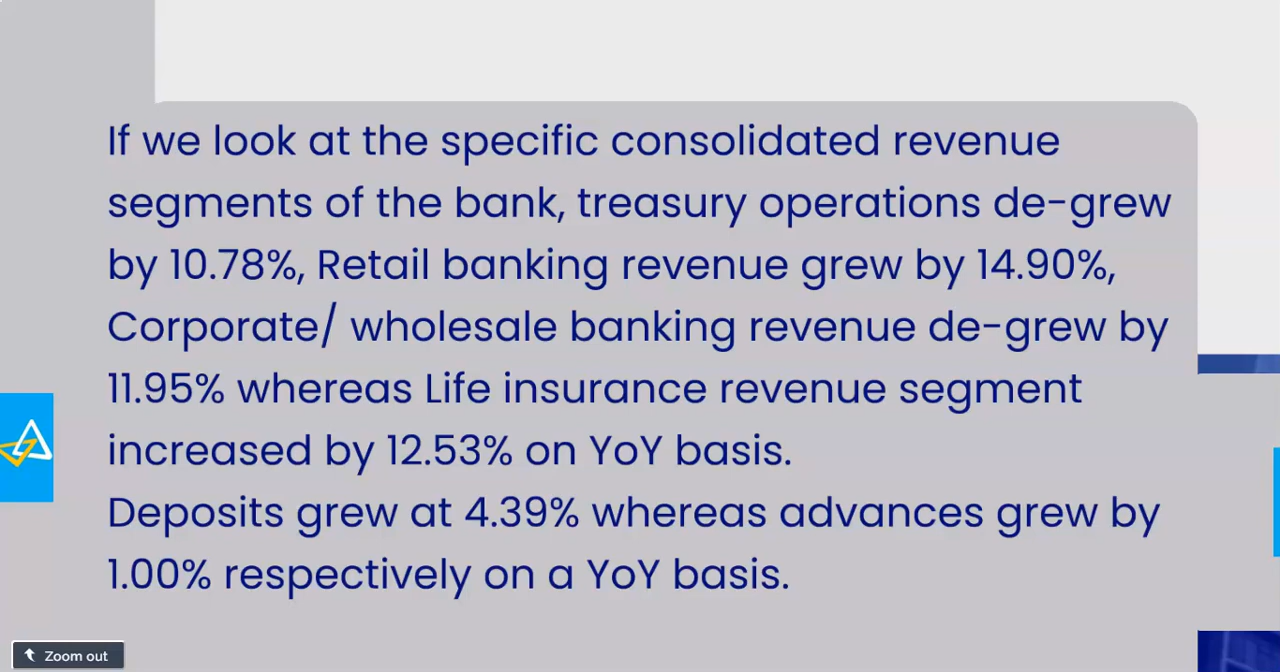 If we look at the specific consolidated revenue
segments of the bank, treasury operations de-grew
by 10.78%, Retail banking revenue grew by 14.90%,
Corporate/ wholesale banking revenue de-grew by
11.95% whereas Life insurance revenue segment
increased by 12.53% on YoY basis.
Deposits grew at 4.39% whereas advances grew by
1.00% respectively on a YoY basis.
Zoom out